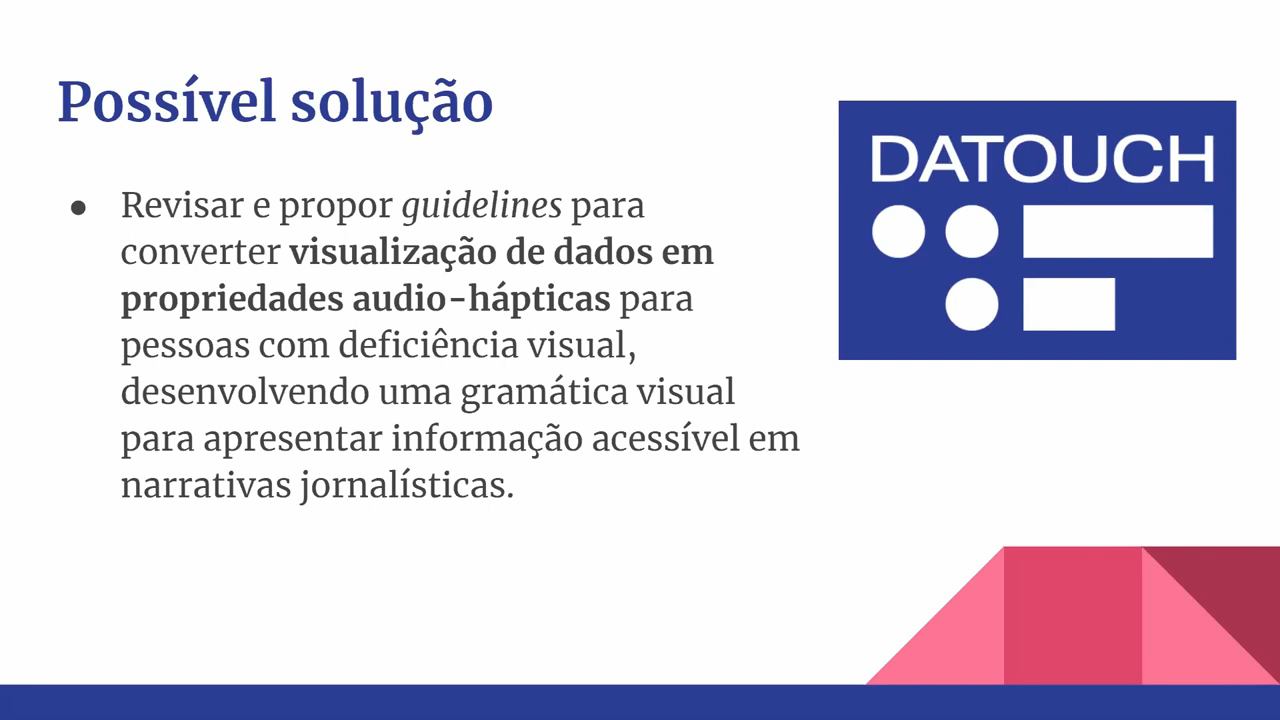 Possível solução
● Revisar e propor guidelines para
converter visualização de dados em
propriedades audio-hápticas para
pessoas com deficiência visual,
desenvolvendo uma gramática visual
para apresentar informação acessível em
narrativas jornalísticas.
DATOUCH